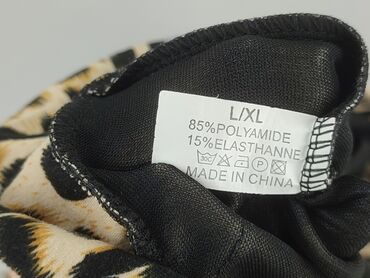 L/XL
85%POLYAMIDE
15%ELASTHANNE
MADE IN CHINA